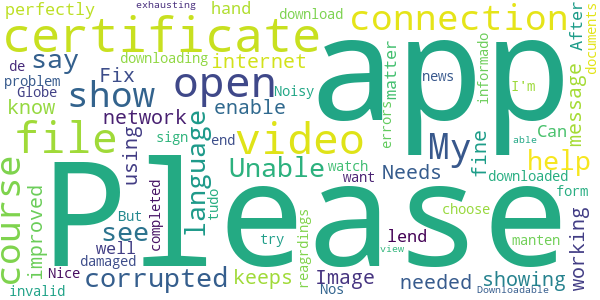 perfectly
hand
download
exhausting
connection
After
documents
certificate
app
say
downloading
internet
matter
informado
message
de
problem
Fix
Noisy
news
I'm
Globe
show
open
enable
errors
Can
know
network
sign
end
file
video
My
fine
able
help
course
improved
using
language
Unable
watch
Needs
downloaded
Please
completed
tudo
want
choose
form
But
see
well
try
reagrdings
lend
manten
working
damaged
view
Nice
corrupted
keeps
Image
needed
showing
invalid
Nos
Downloadable